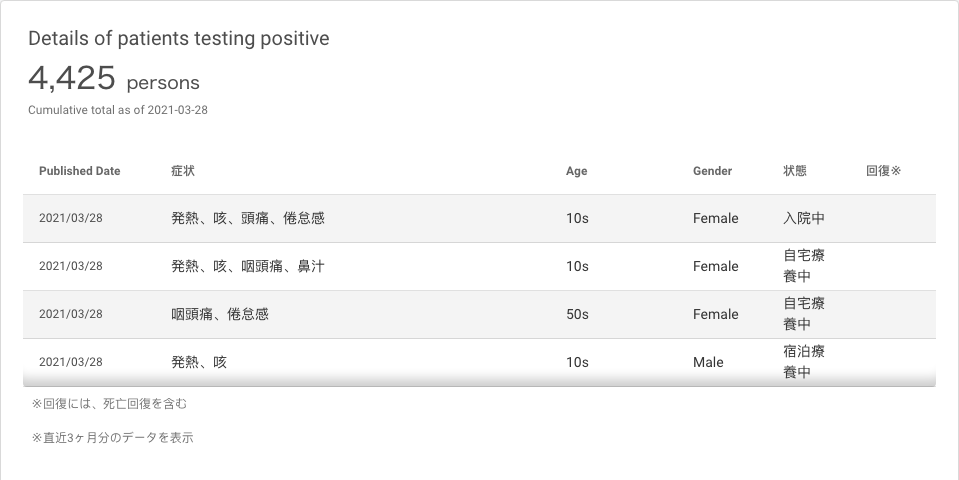 Details of patients testing positive
4,425 persons
Cumulative total as of 2021-03-28
Published Date 症状 Age Gender 状態 回復※
2021/03/28 発熱、咳、頭痛、倦怠感 10s Female 入院中
2021/03/28 発熱、咳、咽頭痛、鼻汁 10s Female 自宅療
養中
2021/03/28 咽頭痛、倦怠感 50s Female 自宅療
養中
2021/03/28 発熱、咳 10s Male 宿泊療
養中
※回復には、死亡回復を含む
※直近3ヶ月分のデータを表示